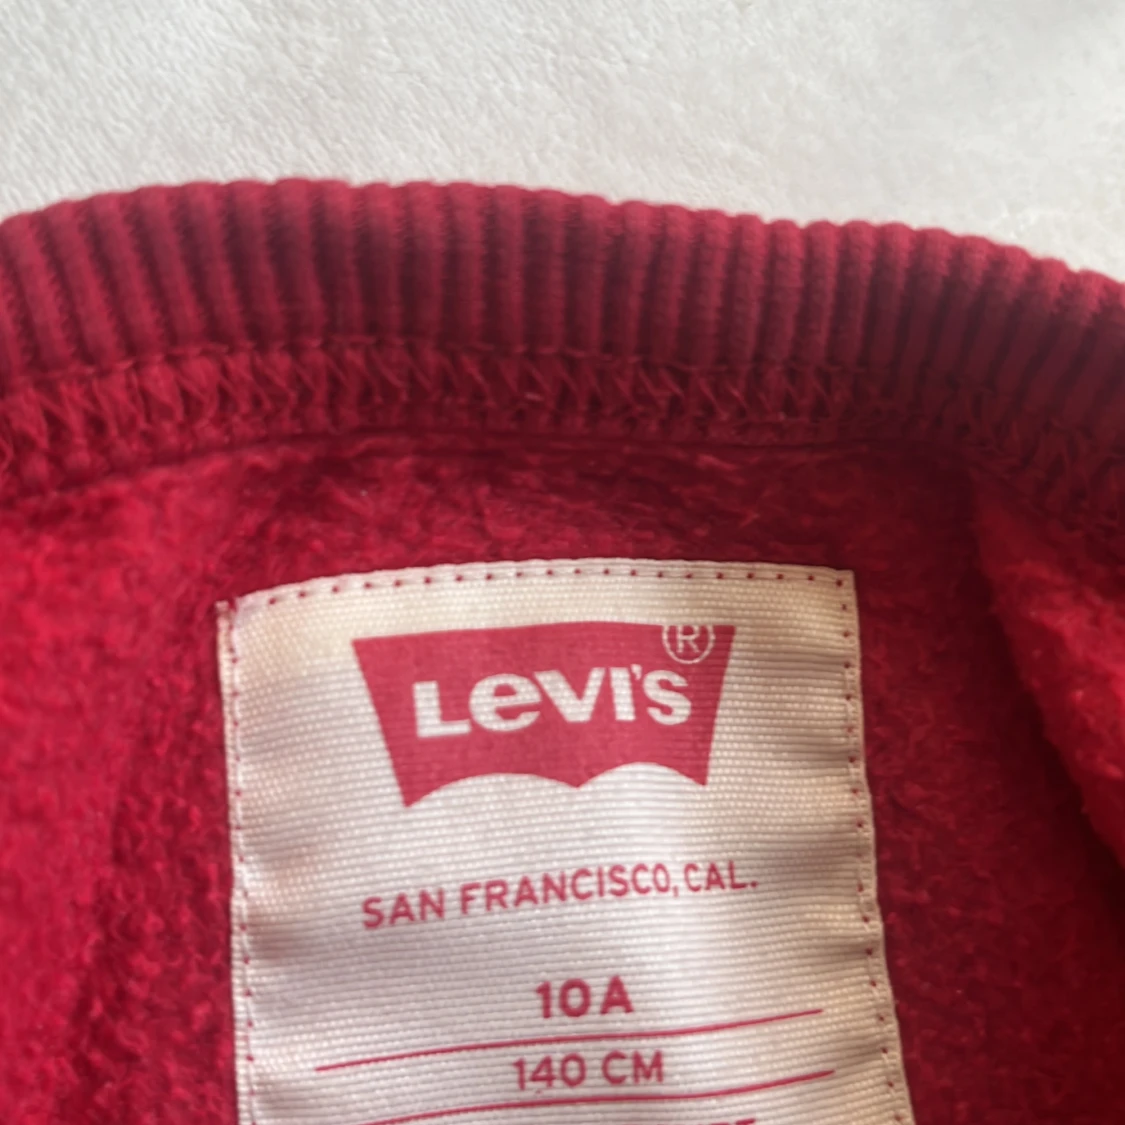 Levi's®
SAN FRANCISCO, CAL.
10A
140 CM